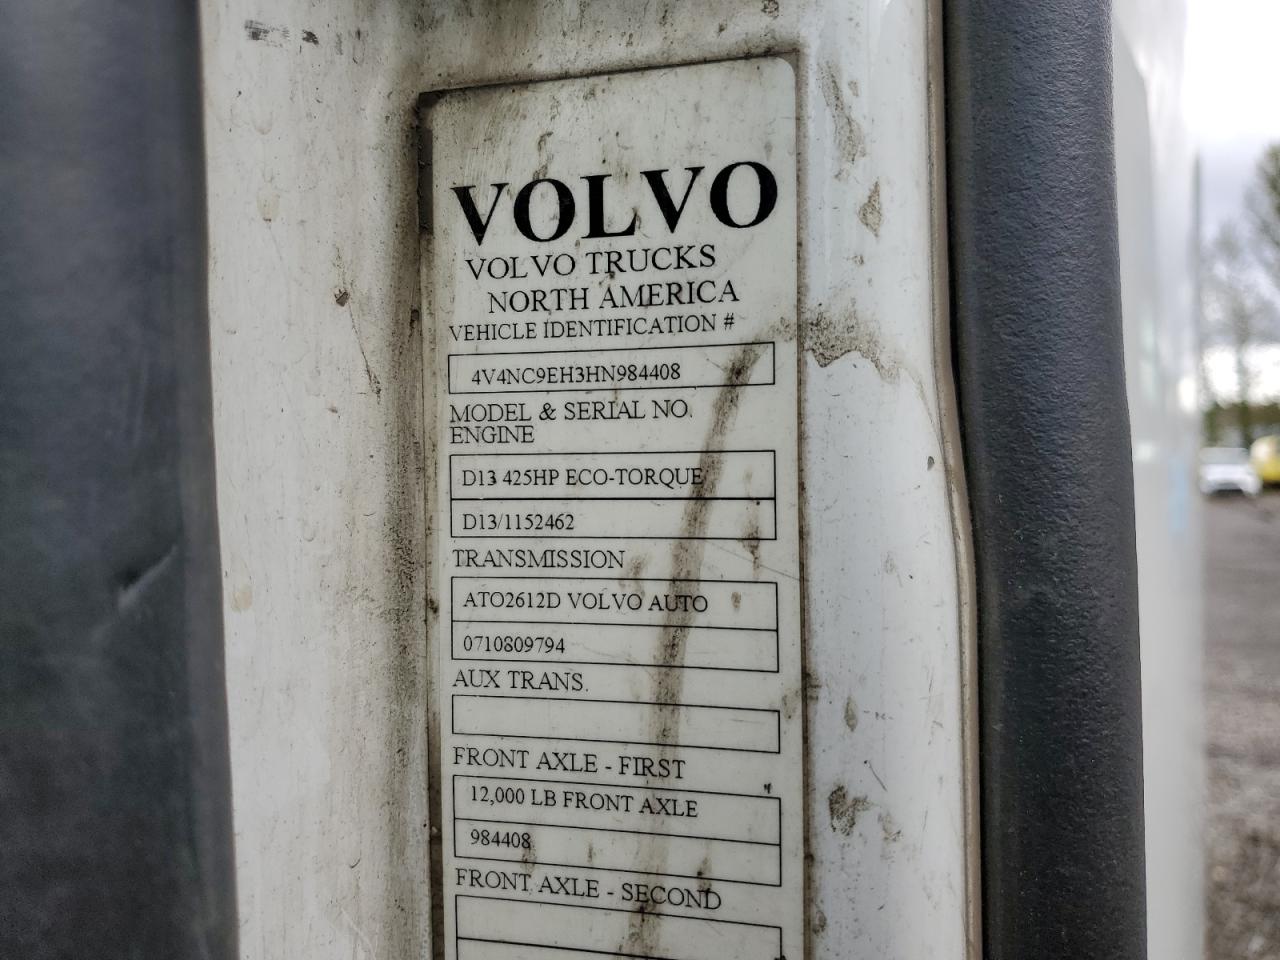 VOLVO
VOLVO TRUCKS
NORTH AMERICA
VEHICLE IDENTIFICATION #
4V4NC9EH3HN984408
MODEL & SERIAL NO.
ENGINE
D13 425HP ECO-TORQUE
D13/1152462
TRANSMISSION
ATO2612D VOLVO AUTO
0710809794
AUX TRANS.
FRONT AXLE - FIRST
12,000 LB FRONT AXLE
984408
FRONT AXLE - SECOND